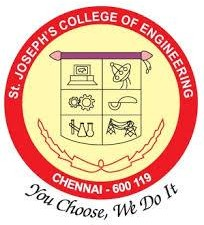 St. JOSEPH'S COLLEGE OF ENGINEERING
CHENNAI - 600 119
You Choose, We Do It